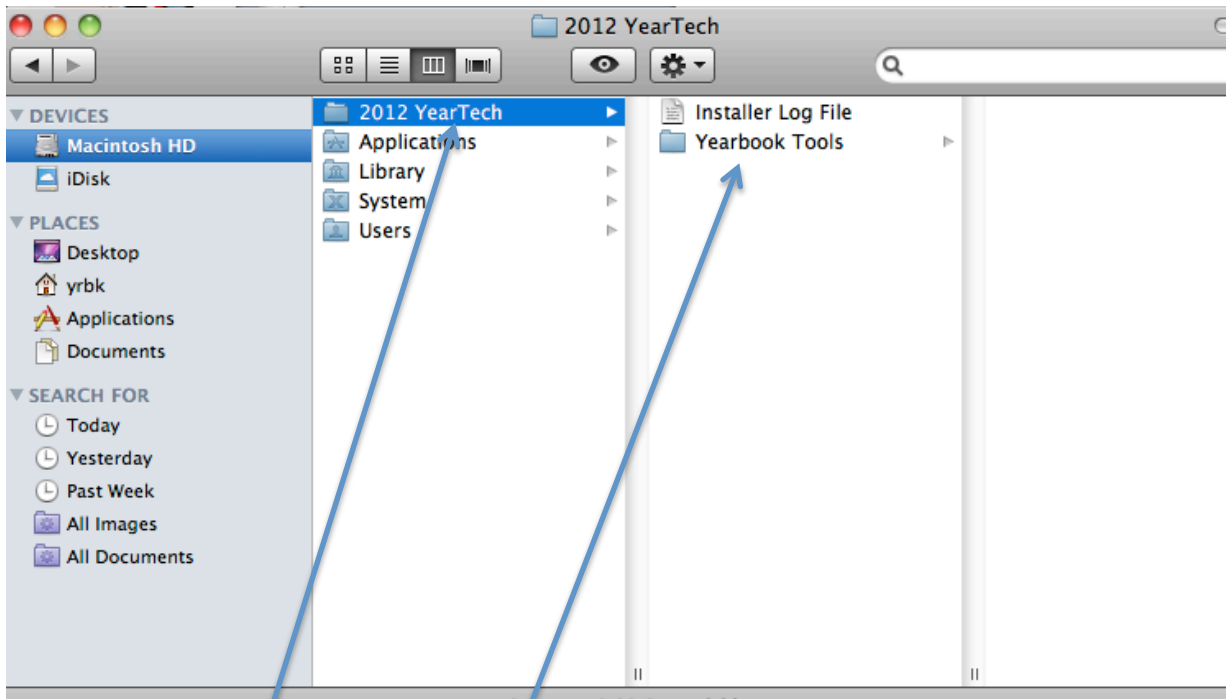 2012 YearTech
DEVICES
Macintosh HD
iDisk
PLACES
Desktop
yrbk
Applications
Documents
SEARCH FOR
Today
Yesterday
Past Week
All Images
All Documents
2012 YearTech
Applications
Library
System
Users
Installer Log File
Yearbook Tools